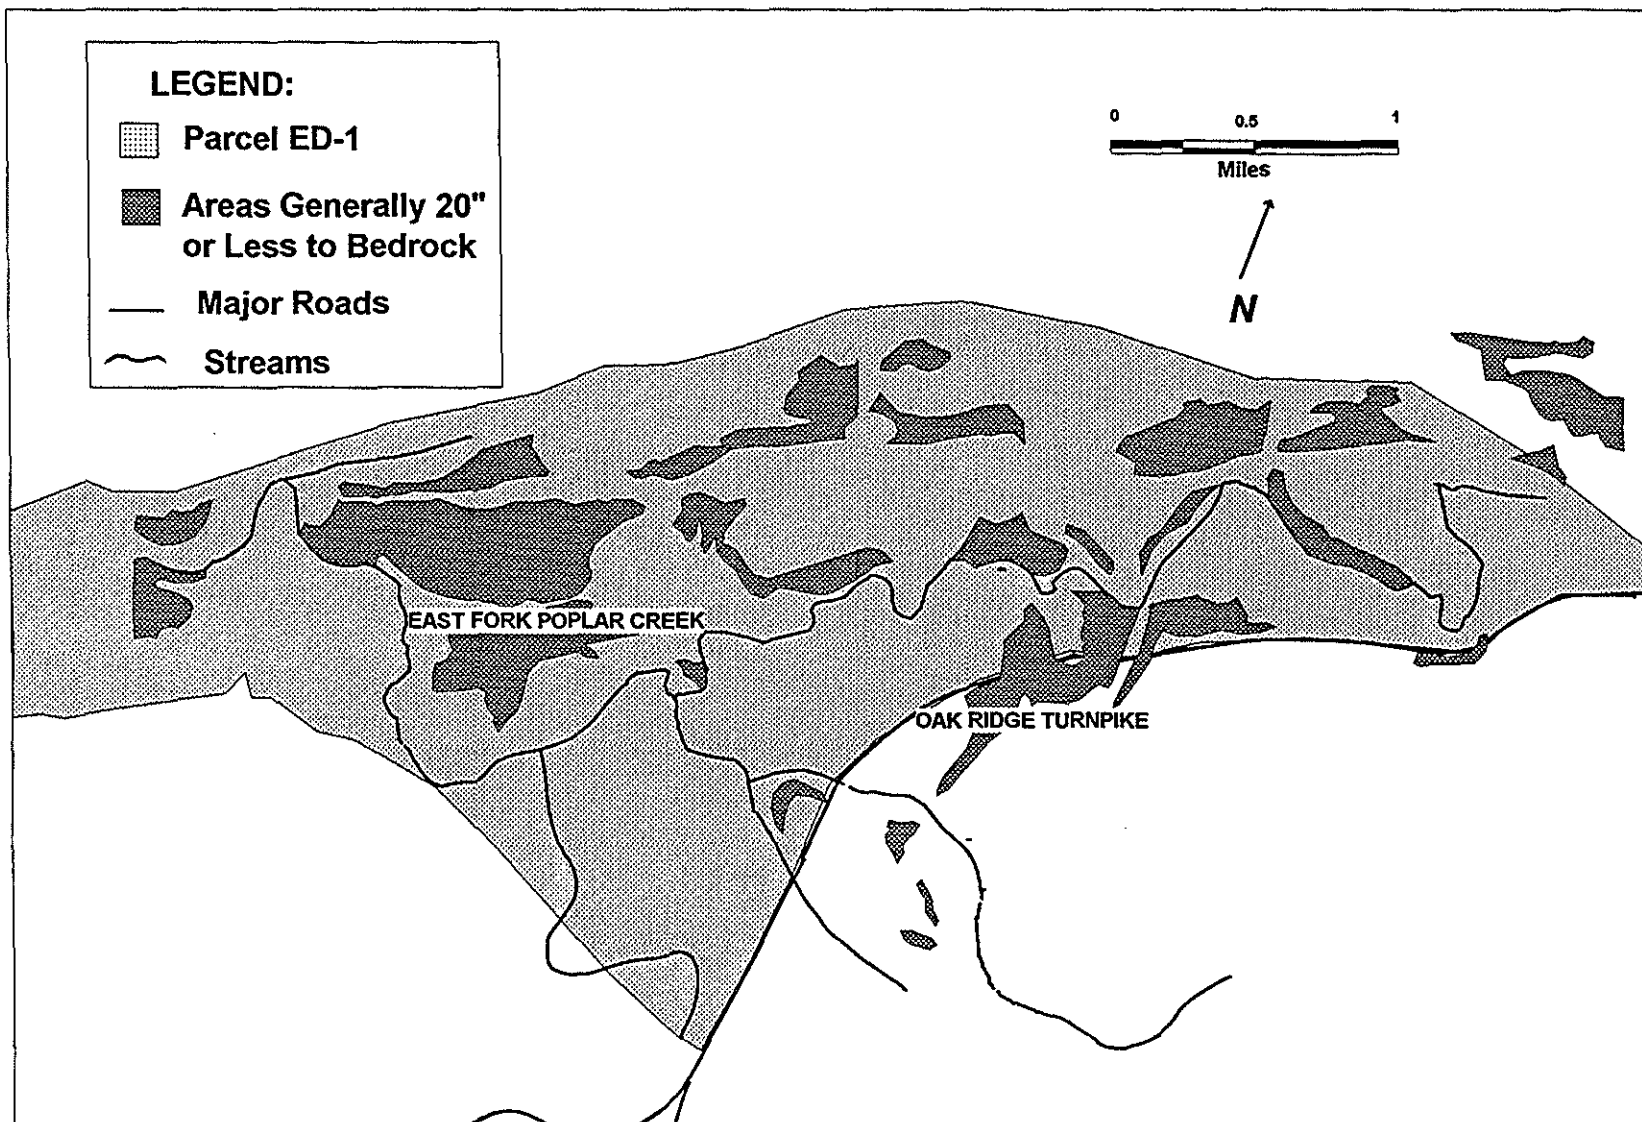 LEGEND:
Parcel ED-1
Areas Generally 20"
or Less to Bedrock
Major Roads
Streams
0 0.5 1
Miles
N
EAST FORK POPLAR CREEK
OAK RIDGE TURNPIKE